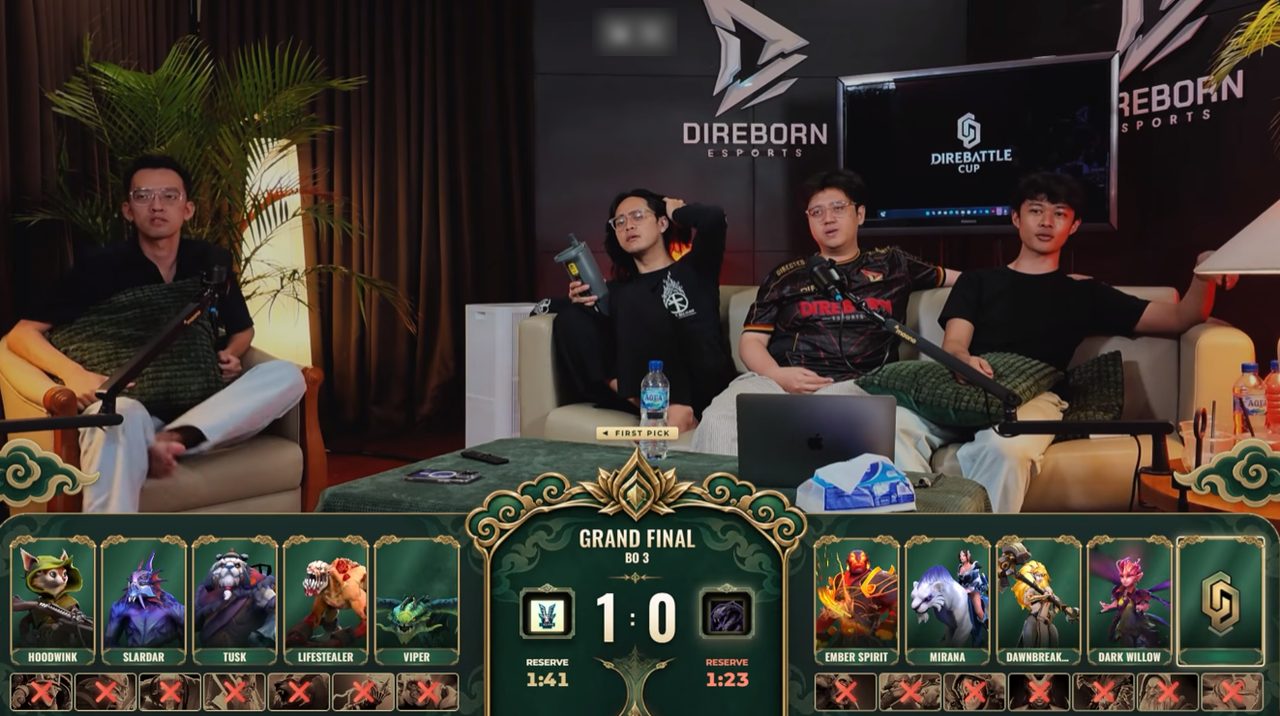 DIREBORN
ESPORTS
DIREBATTLE
CUP
REBORN
SPORTS
DIREBORN
ESPORTS
AQUA
◄ FIRST PICK
GRAND FINAL
BO 3
1 : 0
RESERVE
1:41
RESERVE
1:23
HOODWINK
SLARDAR
TUSK
LIFESTEALER
VIPER
EMBER SPIRIT
MIRANA
DAWNBREAK...
DARK WILLOW